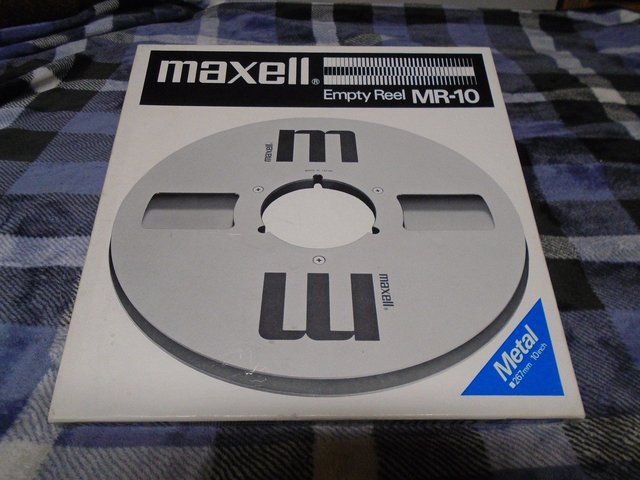 maxell®
Empty Reel MR-10
m
maxell
m
maxell®
Metal
267mm 10inch